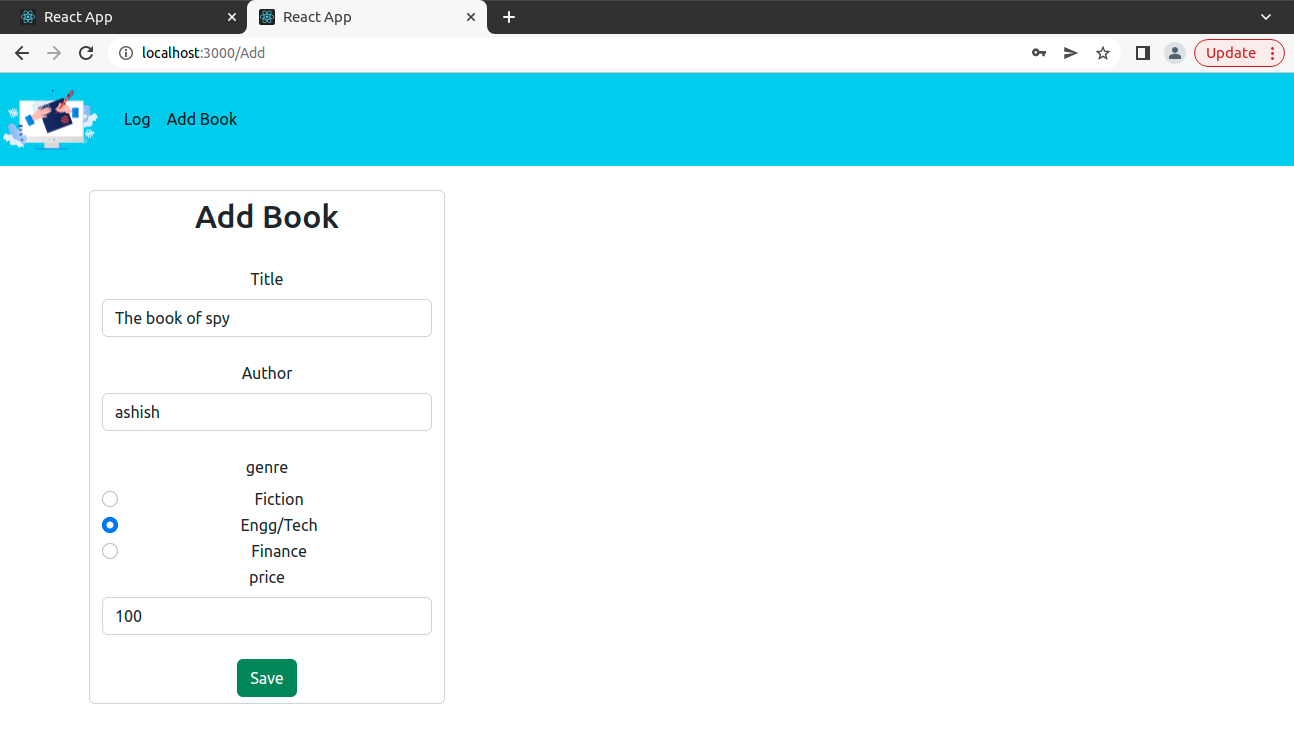 React App
React App
localhost:3000/Add
Update
Log Add Book
Add Book
Title
The book of spy
Author
ashish
genre
Fiction
Engg/Tech
Finance
price
100
Save